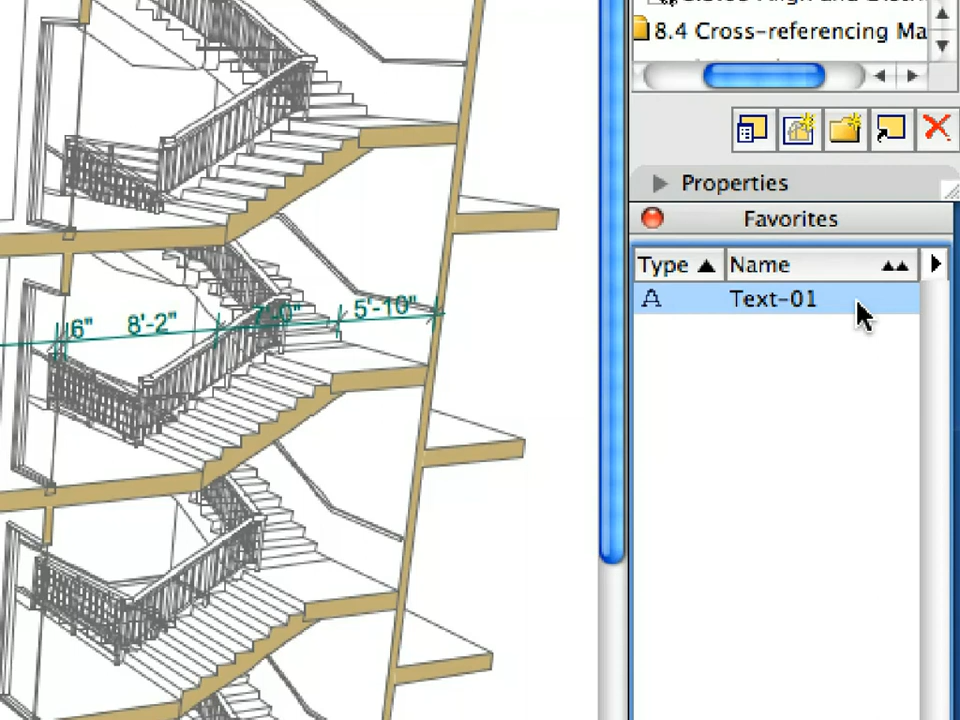 8.4 Cross-referencing Ma
Properties
Favorites
Type Name
A Text-01
6" 8'-2" 7'-0" 5'-10"